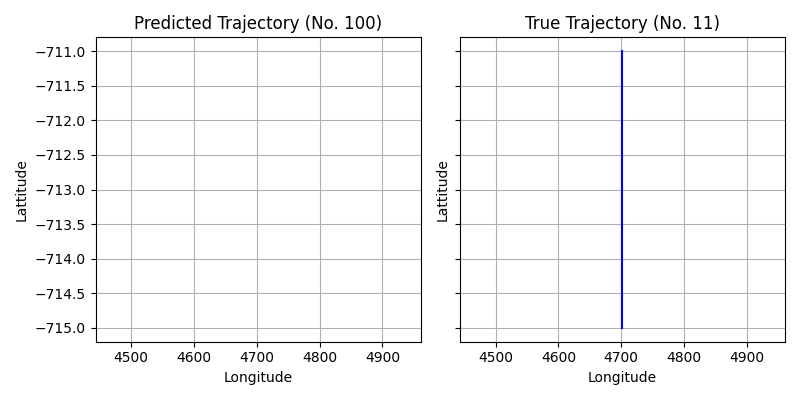 Predicted Trajectory (No. 100)
−711.0
−711.5
−712.0
−712.5
−713.0
−713.5
−714.0
−714.5
−715.0
Lattitude
4500 4600 4700 4800 4900
Longitude
True Trajectory (No. 11)
Lattitude
4500 4600 4700 4800 4900
Longitude